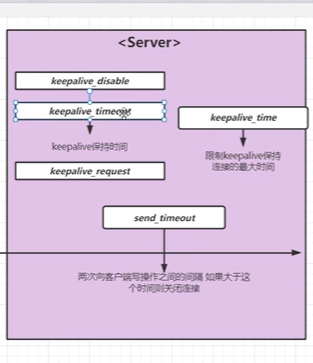 <Server>
keepalive_disable
keepalive_timeout
keepalive_time
keepalive保持时间
限制keepalive保持
连接的最大时间
keepalive_request
send_timeout
两次向客户端写操作之间的间隔 如果大于这
个时间则关闭连接